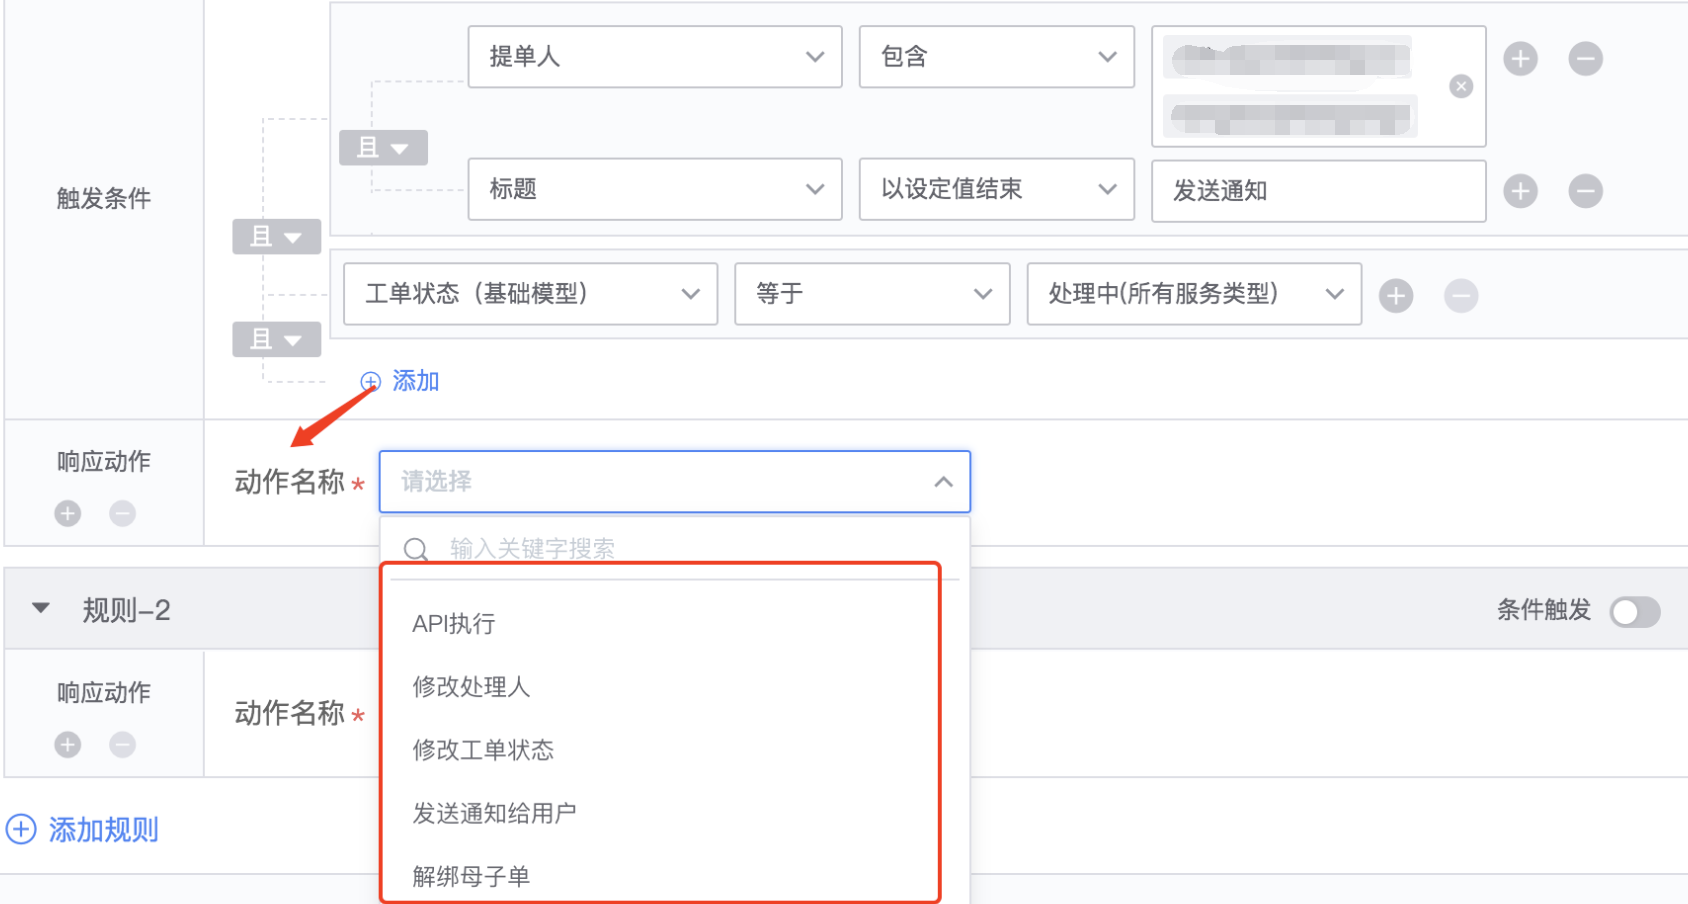 提单人 包含
且
标题 以设定值结束 发送通知
触发条件
且
工单状态（基础模型） 等于 处理中(所有服务类型)
且
添加
响应动作
动作名称 * 请选择
输入关键字搜索
规则-2 条件触发
API执行
修改处理人
响应动作
动作名称 *
修改工单状态
发送通知给用户
添加规则
解绑母子单